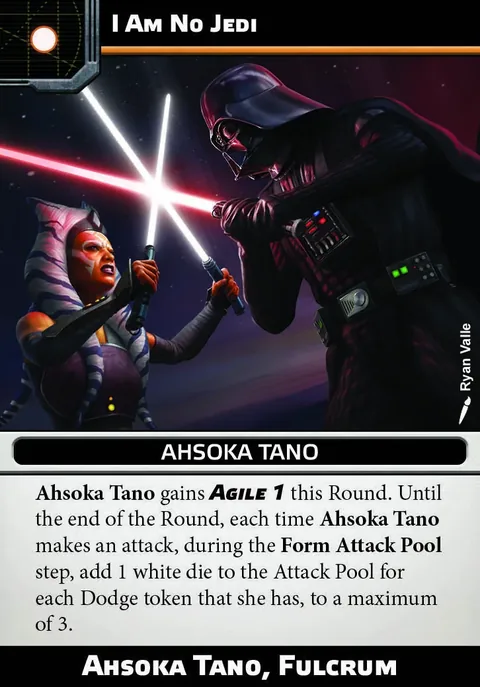 I Am No Jedi
Ryan Valle
AHSOKA TANO
Ahsoka Tano gains Agile 1 this Round. Until
the end of the Round, each time Ahsoka Tano
makes an attack, during the Form Attack Pool
step, add 1 white die to the Attack Pool for
each Dodge token that she has, to a maximum
of 3.
Ahsoka Tano, Fulcrum